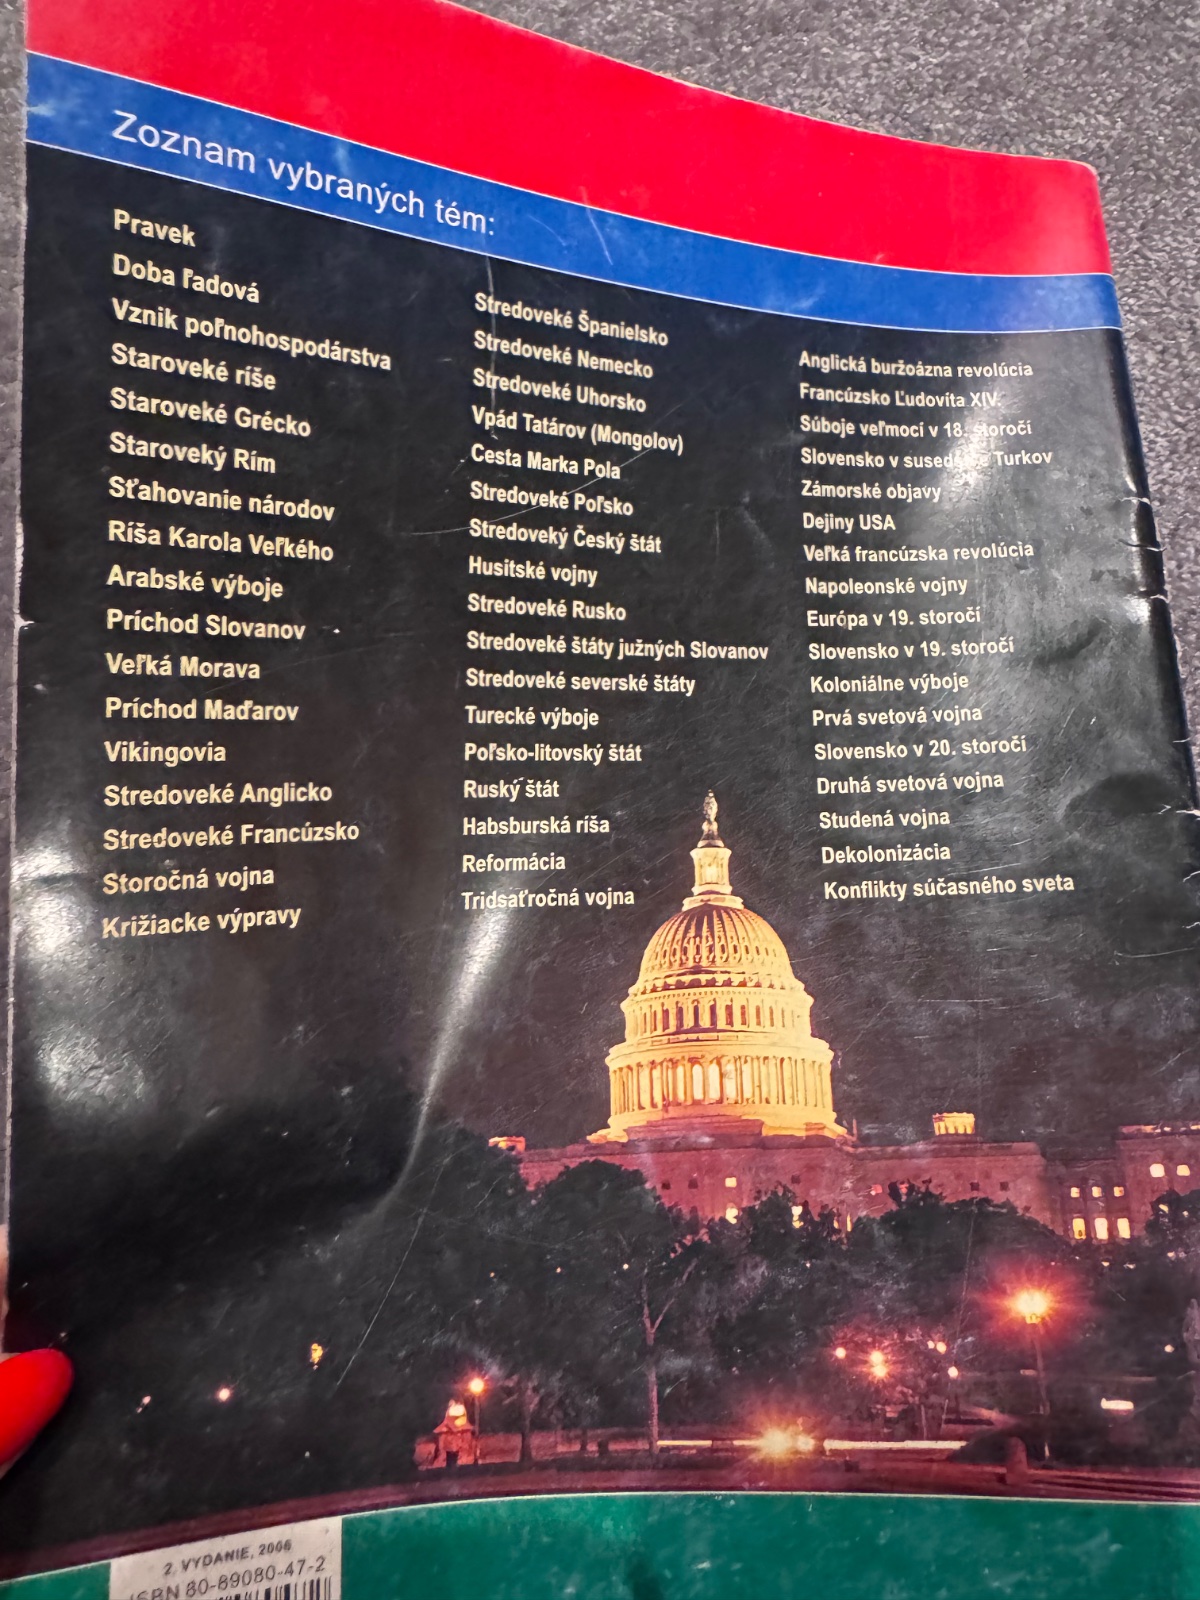 Zoznam vybraných tém:
Pravek
Doba ľadová
Vznik poľnohospodárstva
Staroveké ríše
Staroveké Grécko
Staroveký Rím
Sťahovanie národov
Ríša Karola Veľkého
Arabské výboje
Príchod Slovanov
Veľká Morava
Príchod Maďarov
Vikingovia
Stredoveké Anglicko
Stredoveké Francúzsko
Storočná vojna
Križiacke výpravy
Stredoveké Španielsko
Stredoveké Nemecko
Stredoveké Uhorsko
Vpád Tatárov (Mongolov)
Cesta Marka Pola
Stredoveké Poľsko
Stredoveký Český štát
Husitské vojny
Stredoveké Rusko
Stredoveké štáty južných Slovanov
Stredoveké severské štáty
Turecké výboje
Poľsko-litovský štát
Ruský štát
Habsburská ríša
Reformácia
Tridsaťročná vojna
Anglická buržoázna revolúcia
Francúzsko Ľudovíta XIV.
Súboje veľmocí v 18. storočí
Slovensko v Turkov
Zámorské objavy
Dejiny USA
Veľká francúzska revolúcia
Napoleonské vojny
Európa v 19. storočí
Slovensko v 19. storočí
Koloniálne výboje
Prvá svetová vojna
Slovensko v 20. storočí
Druhá svetová vojna
Studená vojna
Dekolonizácia
Konflikty súčasného sveta
2. VYDANIE, 2006
ISBN 80-89080-47-2